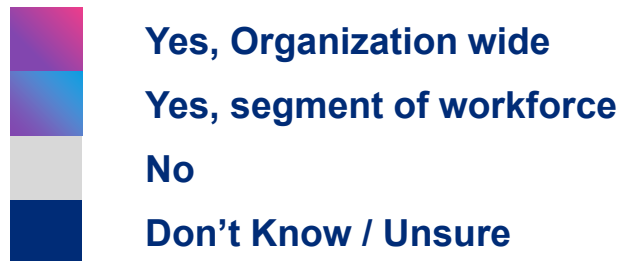 Yes, Organization wide
Yes, segment of workforce
No
Don’t Know / Unsure